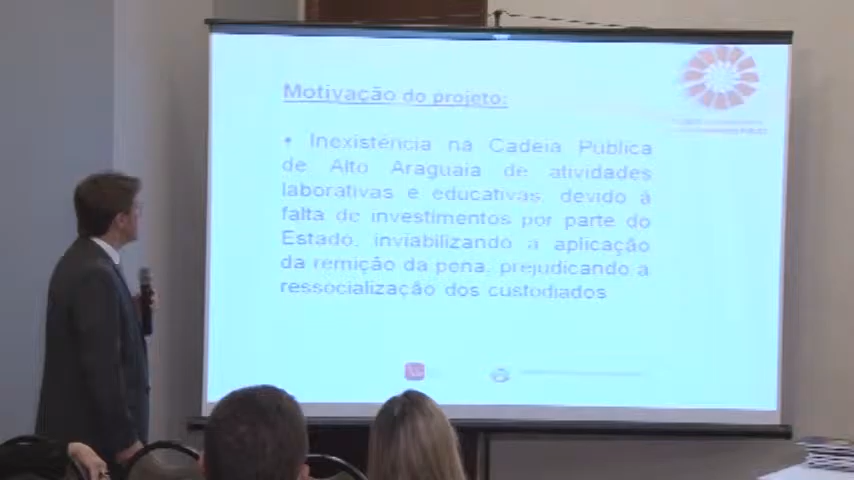 Motivação do projeto:
• Inexistência na Cadeia Pública
de Alto Araguaia de atividades
laborativas e educativas, devido à
falta de investimentos por parte do
Estado, inviabilizando a aplicação
da remição da pena, prejudicando a
ressocialização dos custodiados